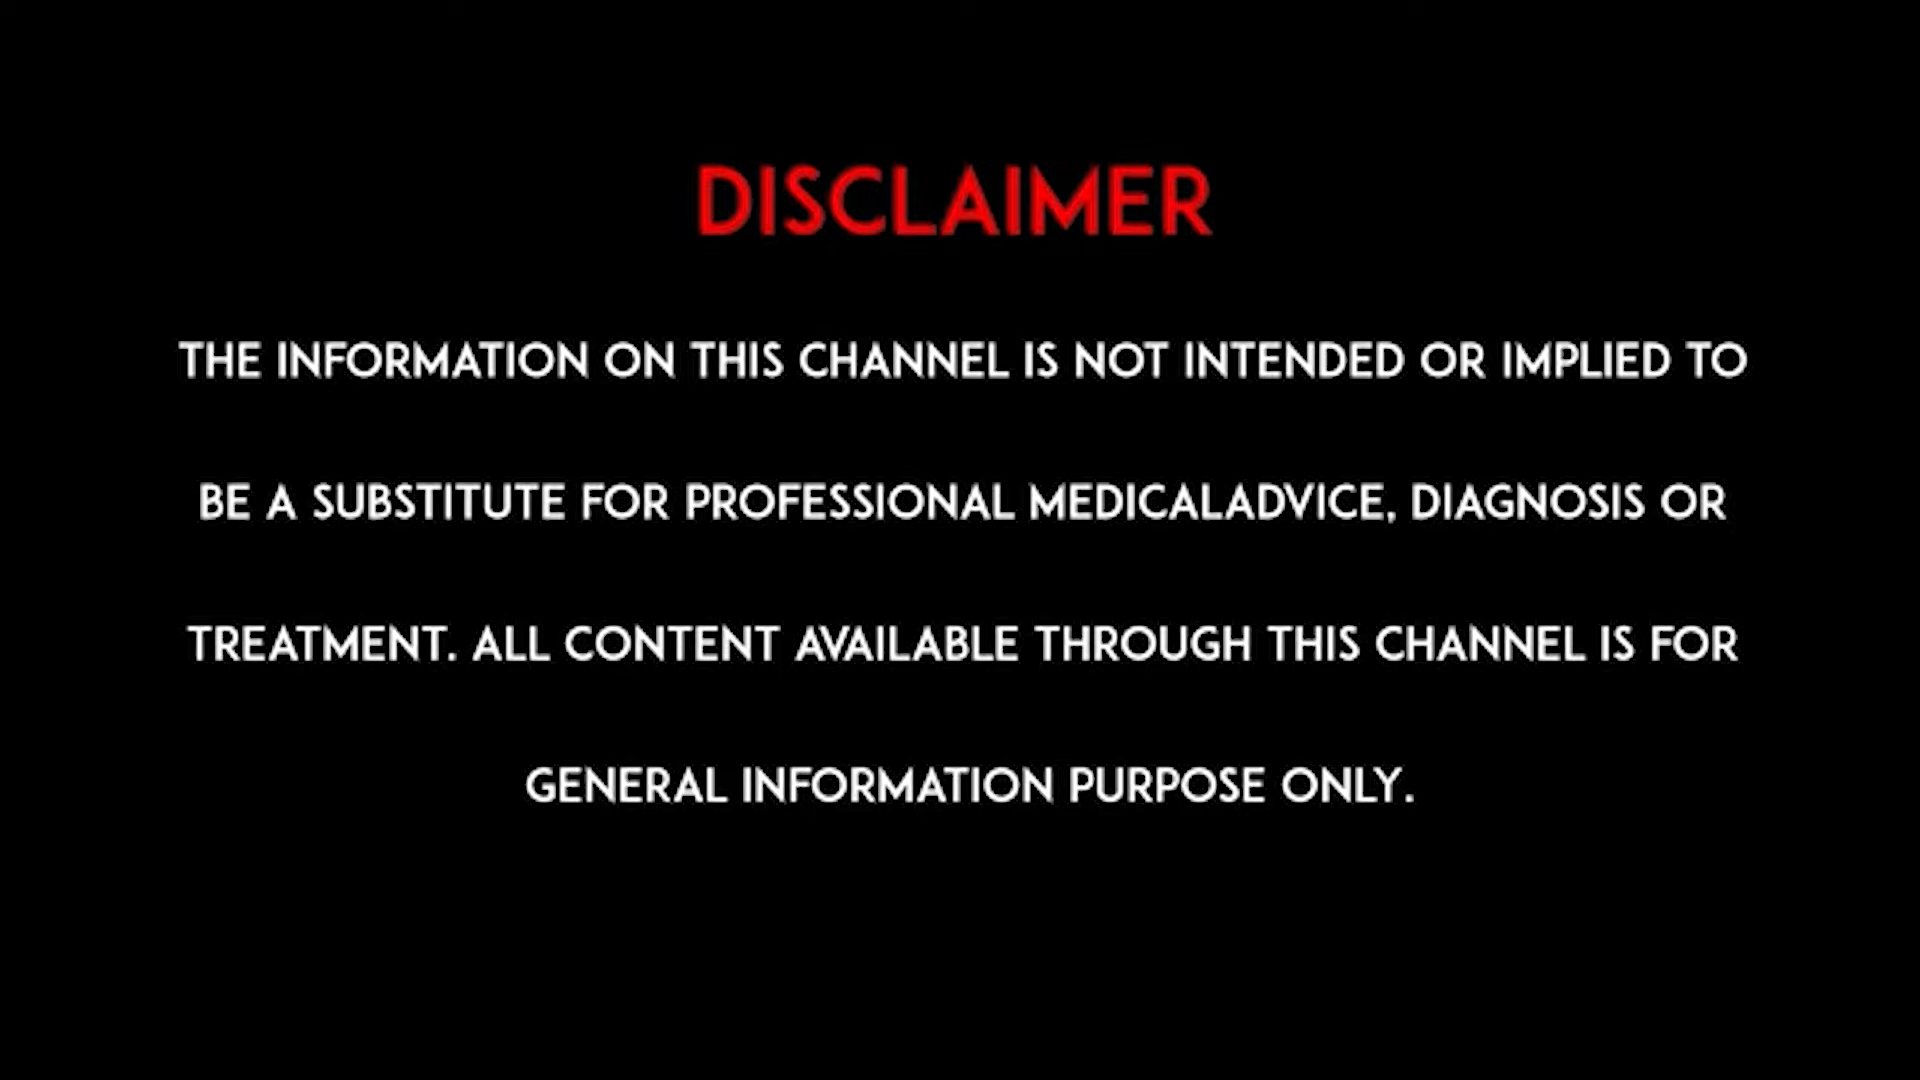 DISCLAIMER
THE INFORMATION ON THIS CHANNEL IS NOT INTENDED OR IMPLIED TO
BE A SUBSTITUTE FOR PROFESSIONAL MEDICALADVICE, DIAGNOSIS OR
TREATMENT. ALL CONTENT AVAILABLE THROUGH THIS CHANNEL IS FOR
GENERAL INFORMATION PURPOSE ONLY.